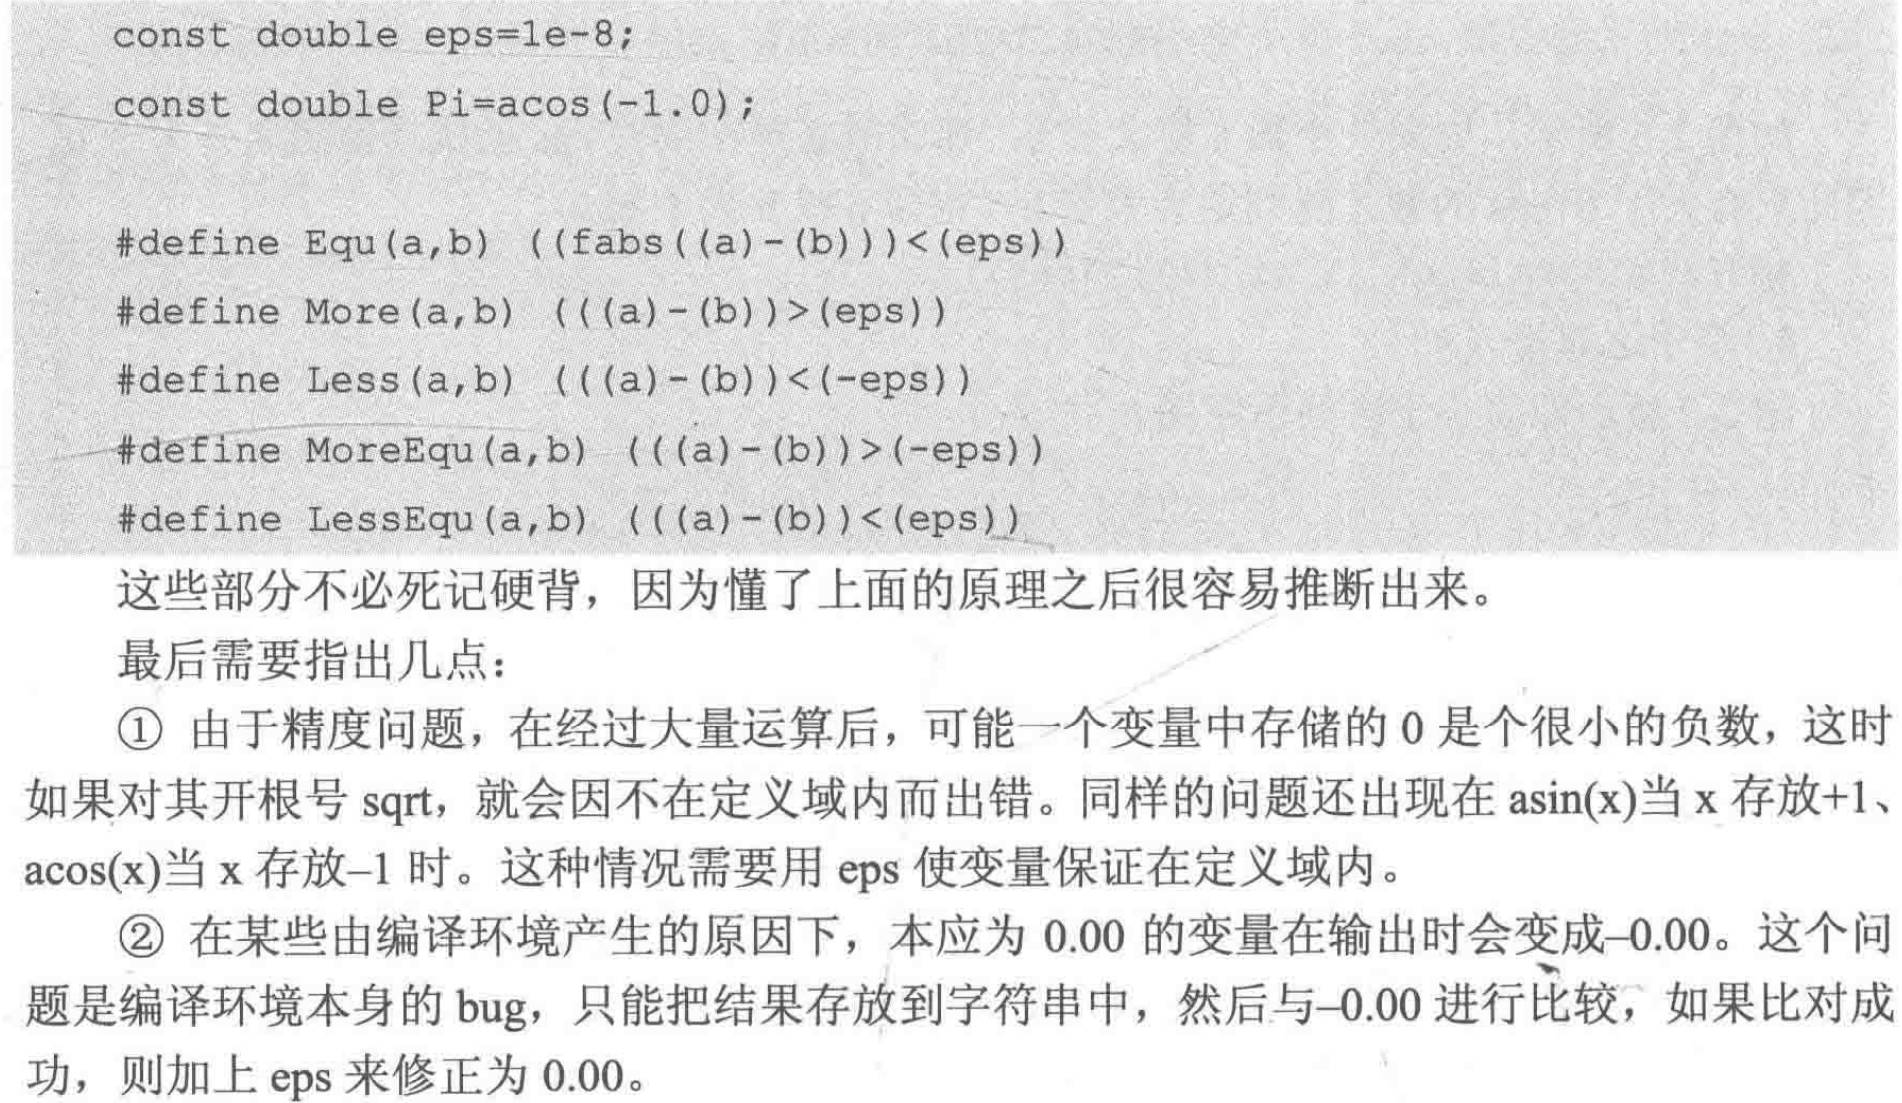 const double eps=1e-8;
const double Pi=acos(-1.0);
#define Equ(a,b) ((fabs((a)-(b)))<(eps))
#define More(a,b) (((a)-(b))>(eps))
#define Less(a,b) (((a)-(b))<(-eps))
#define MoreEqu(a,b) (((a)-(b))>(-eps))
#define LessEqu(a,b) (((a)-(b))<(eps))
这些部分不必死记硬背，因为懂了上面的原理之后很容易推断出来。
最后需要指出几点：
① 由于精度问题，在经过大量运算后，可能一个变量中存储的 0 是个很小的负数，这时
如果对其开根号 sqrt，就会因不在定义域内而出错。同样的问题还出现在 asin(x)当 x 存放+1、
acos(x)当 x 存放–1 时。这种情况需要用 eps 使变量保证在定义域内。
② 在某些由编译环境产生的原因下，本应为 0.00 的变量在输出时会变成–0.00。这个问
题是编译环境本身的 bug，只能把结果存放到字符串中，然后与–0.00 进行比较，如果比对成
功，则加上 eps 来修正为 0.00。